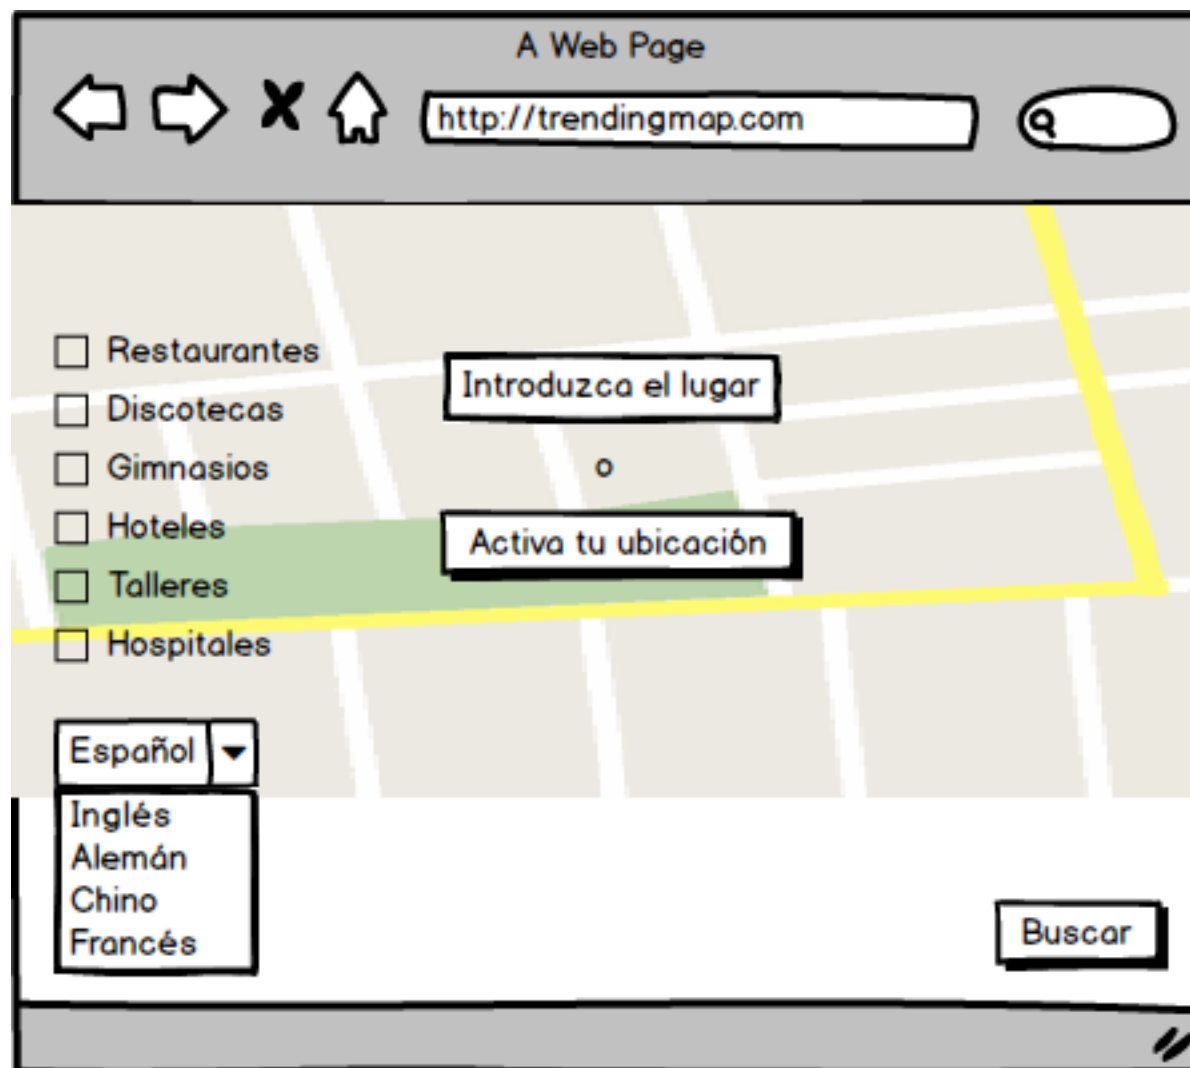 A Web Page
http://trendingmap.com
Restaurantes
Discotecas
Gimnasios
Hoteles
Talleres
Hospitales
Introduzca el lugar
o
Activa tu ubicación
Español
Inglés
Alemán
Chino
Francés
Buscar